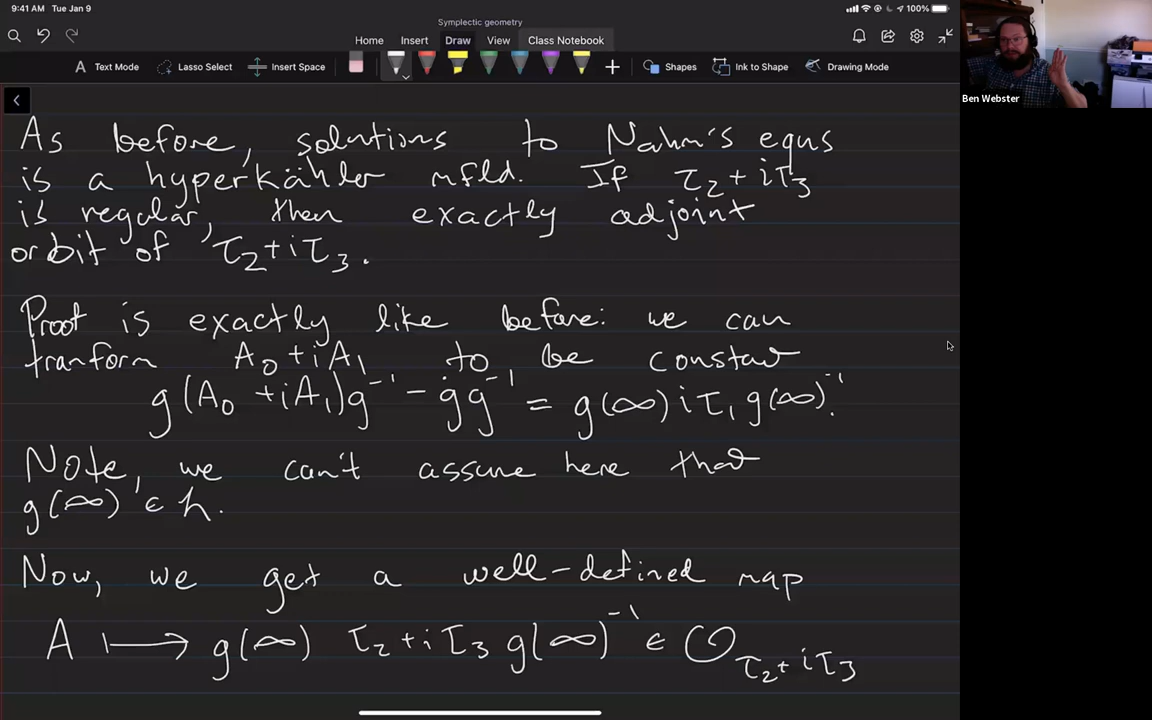 9:41 AM Tue Jan 9
100%
Symplectic geometry
Home Insert Draw View Class Notebook
Text Mode Lasso Select Insert Space Shapes Ink to Shape Drawing Mode
Ben Webster
As before, solutions to Nahm's equs
is a hyperkähler mfld. If τ₂ + iτ₃
is regular, then exactly adjoint
orbit of τ₂+iτ₃.
Proof is exactly like before: we can
tranform A₀+iA₁ to be constant
g(A₀ +iA₁)g⁻¹ - ġg⁻¹ = g(∞) iτ₁ g(∞)⁻¹.
Note, we can't assume here that
g(∞) ∈ h.
Now, we get a well-defined map
A ⟼ g(∞) τ₂+iτ₃ g(∞)⁻¹ ∈ O_τ₂+iτ₃